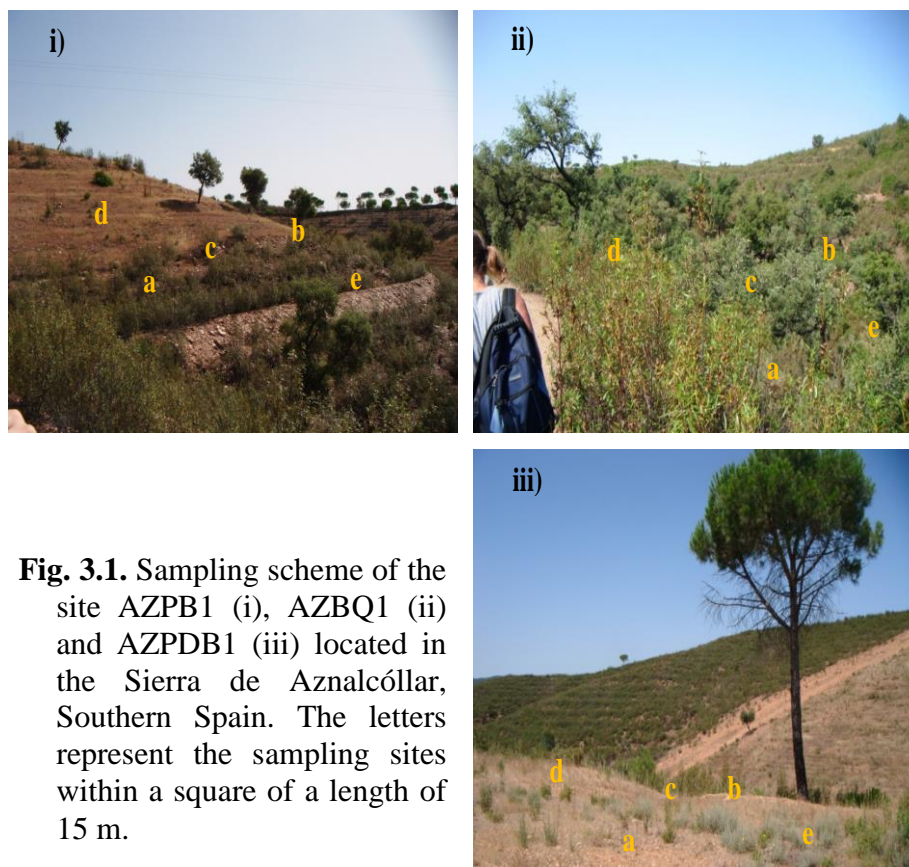 i)
d
b
c
a
e
ii)
d
b
c
e
a
iii)
d
c
b
a
e
Fig. 3.1. Sampling scheme of the
site AZPB1 (i), AZBQ1 (ii)
and AZPDB1 (iii) located in
the Sierra de Aznalcóllar,
Southern Spain. The letters
represent the sampling sites
within a square of a length of
15 m.